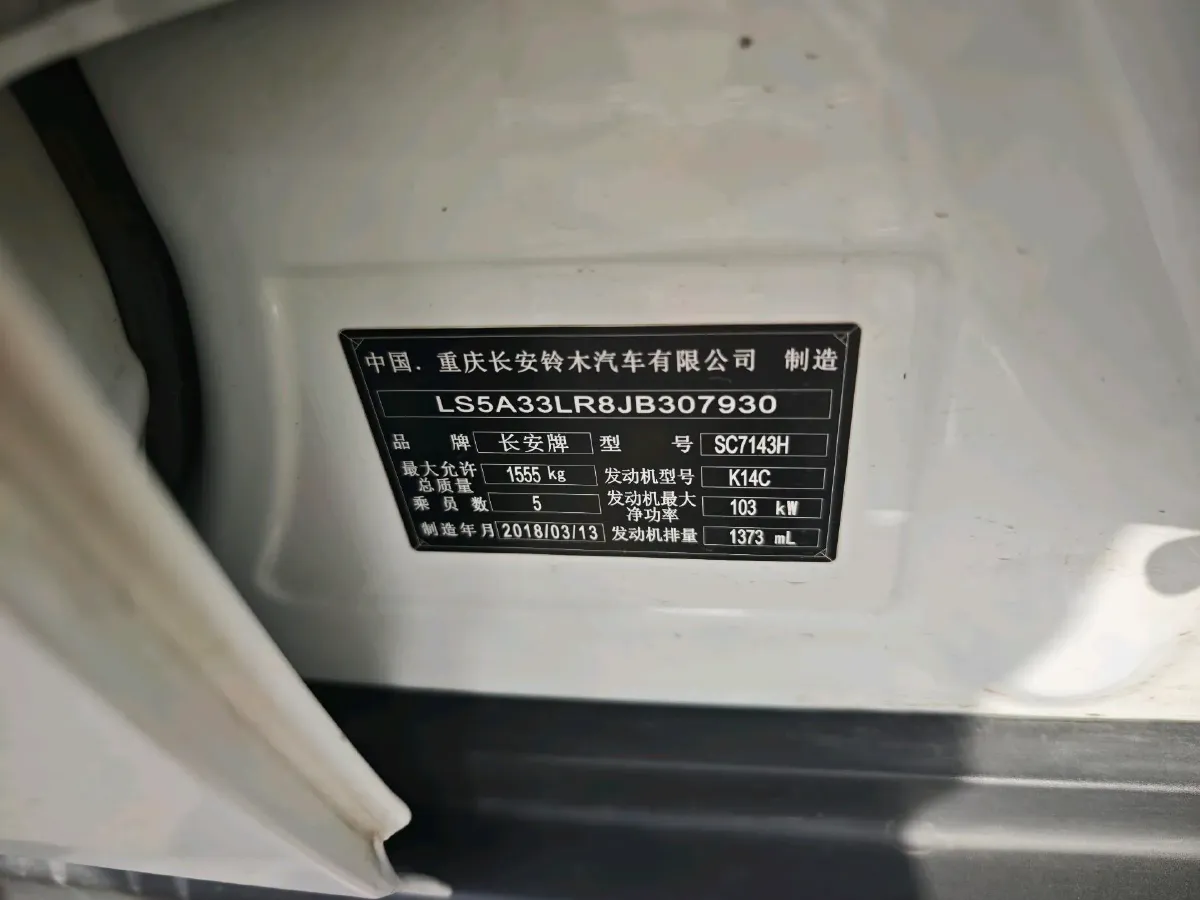 中国. 重庆长安铃木汽车有限公司 制造
LS5A33LR8JB307930
品牌 长安牌 型号 SC7143H
最大允许总质量 1555 kg 发动机型号 K14C
乘员数 5 发动机最大净功率 103 kW
制造年月 2018/03/13 发动机排量 1373 mL